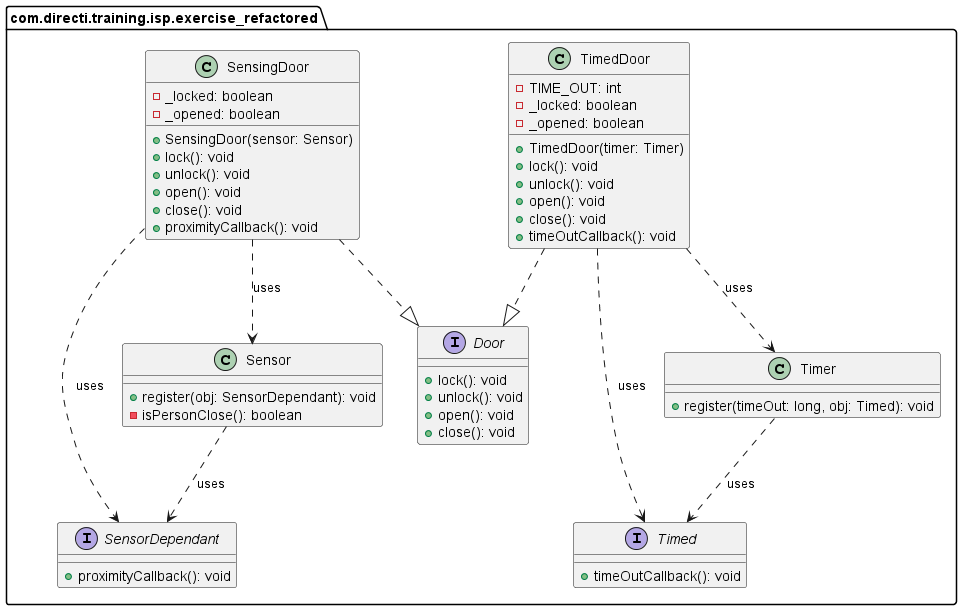 com.directi.training.isp.exercise_refactored
C SensingDoor
_locked: boolean
_opened: boolean
SensingDoor(sensor: Sensor)
lock(): void
unlock(): void
open(): void
close(): void
proximityCallback(): void
C TimedDoor
TIME_OUT: int
_locked: boolean
_opened: boolean
TimedDoor(timer: Timer)
lock(): void
unlock(): void
open(): void
close(): void
timeOutCallback(): void
uses
uses
C Sensor
register(obj: SensorDependant): void
isPersonClose(): boolean
I Door
lock(): void
unlock(): void
open(): void
close(): void
C Timer
register(timeOut: long, obj: Timed): void
uses
uses
uses
uses
I SensorDependant
proximityCallback(): void
I Timed
timeOutCallback(): void